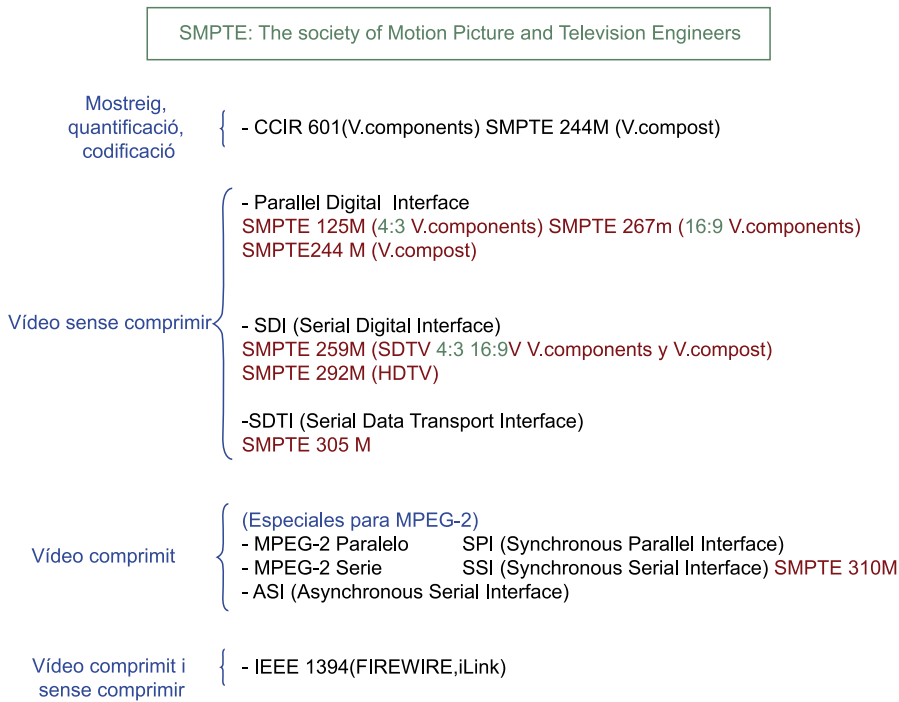 SMPTE: The society of Motion Picture and Television Engineers
Mostreig,
quantificació,
codificació
- CCIR 601(V.components) SMPTE 244M (V.compost)
Vídeo sense comprimir
- Parallel Digital Interface
SMPTE 125M (4:3 V.components) SMPTE 267m (16:9 V.components)
SMPTE244 M (V.compost)
- SDI (Serial Digital Interface)
SMPTE 259M (SDTV 4:3 16:9V V.components y V.compost)
SMPTE 292M (HDTV)
-SDTI (Serial Data Transport Interface)
SMPTE 305 M
Vídeo comprimit
(Especiales para MPEG-2)
- MPEG-2 Paralelo SPI (Synchronous Parallel Interface)
- MPEG-2 Serie SSI (Synchronous Serial Interface) SMPTE 310M
- ASI (Asynchronous Serial Interface)
Vídeo comprimit i
sense comprimir
- IEEE 1394(FIREWIRE,iLink)